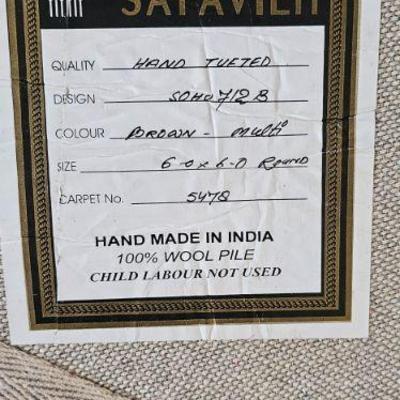 SAFAVIEH
QUALITY HAND TUFTED
DESIGN SOHO712B
COLOUR BROWN - Multi
SIZE 6-0 x 6-0 Round
CARPET No. 5478
HAND MADE IN INDIA
100% WOOL PILE
CHILD LABOUR NOT USED